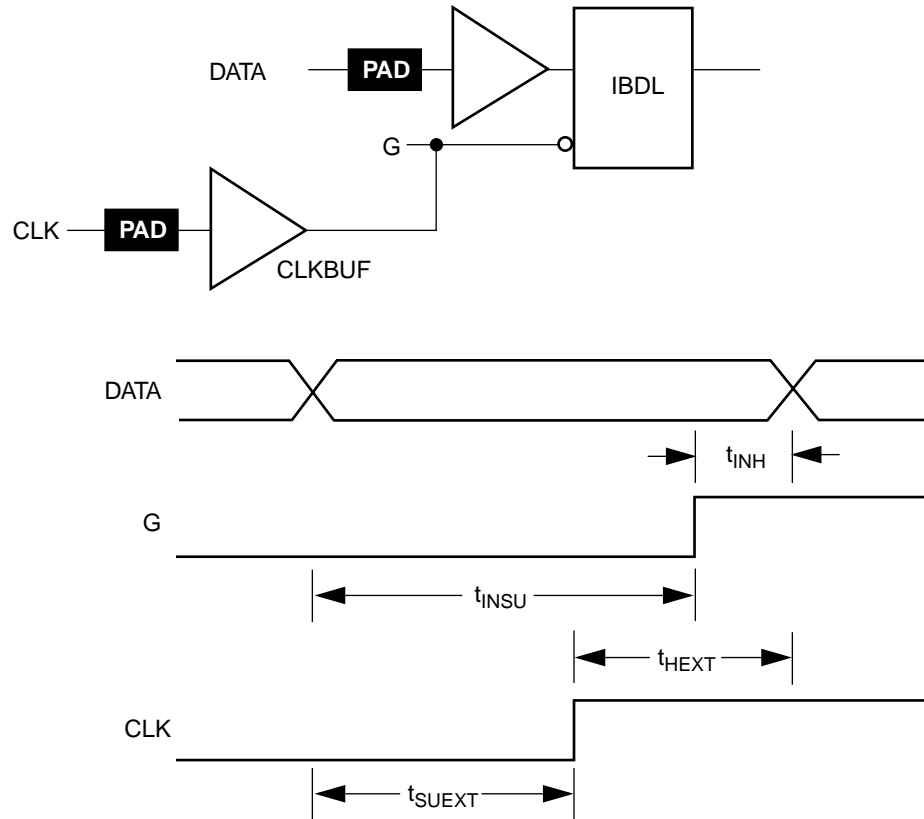 DATA
PAD
IBDL
G
CLK
PAD
CLKBUF
DATA
tINH
G
tINSU
tHEXT
CLK
tSUEXT